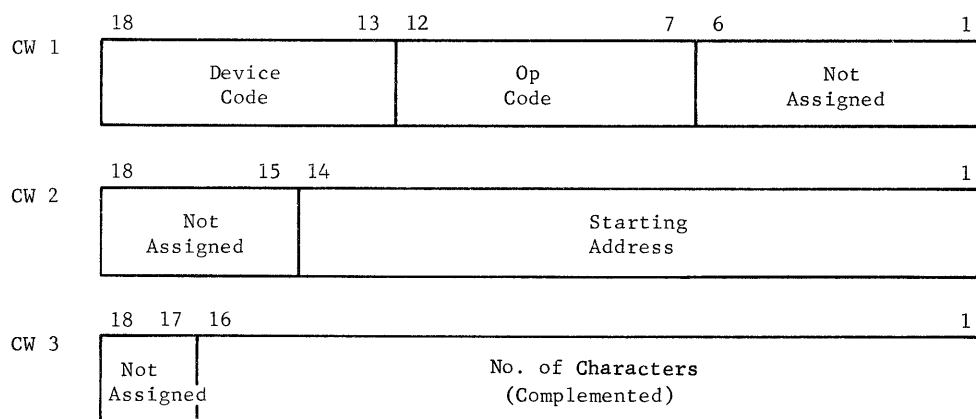 18 13 12 7 6 1
CW 1
Device Op Not
Code Code Assigned
18 15 14 1
CW 2
Not Starting
Assigned Address
18 17 16 1
CW 3
Not No. of Characters
Assigned (Complemented)